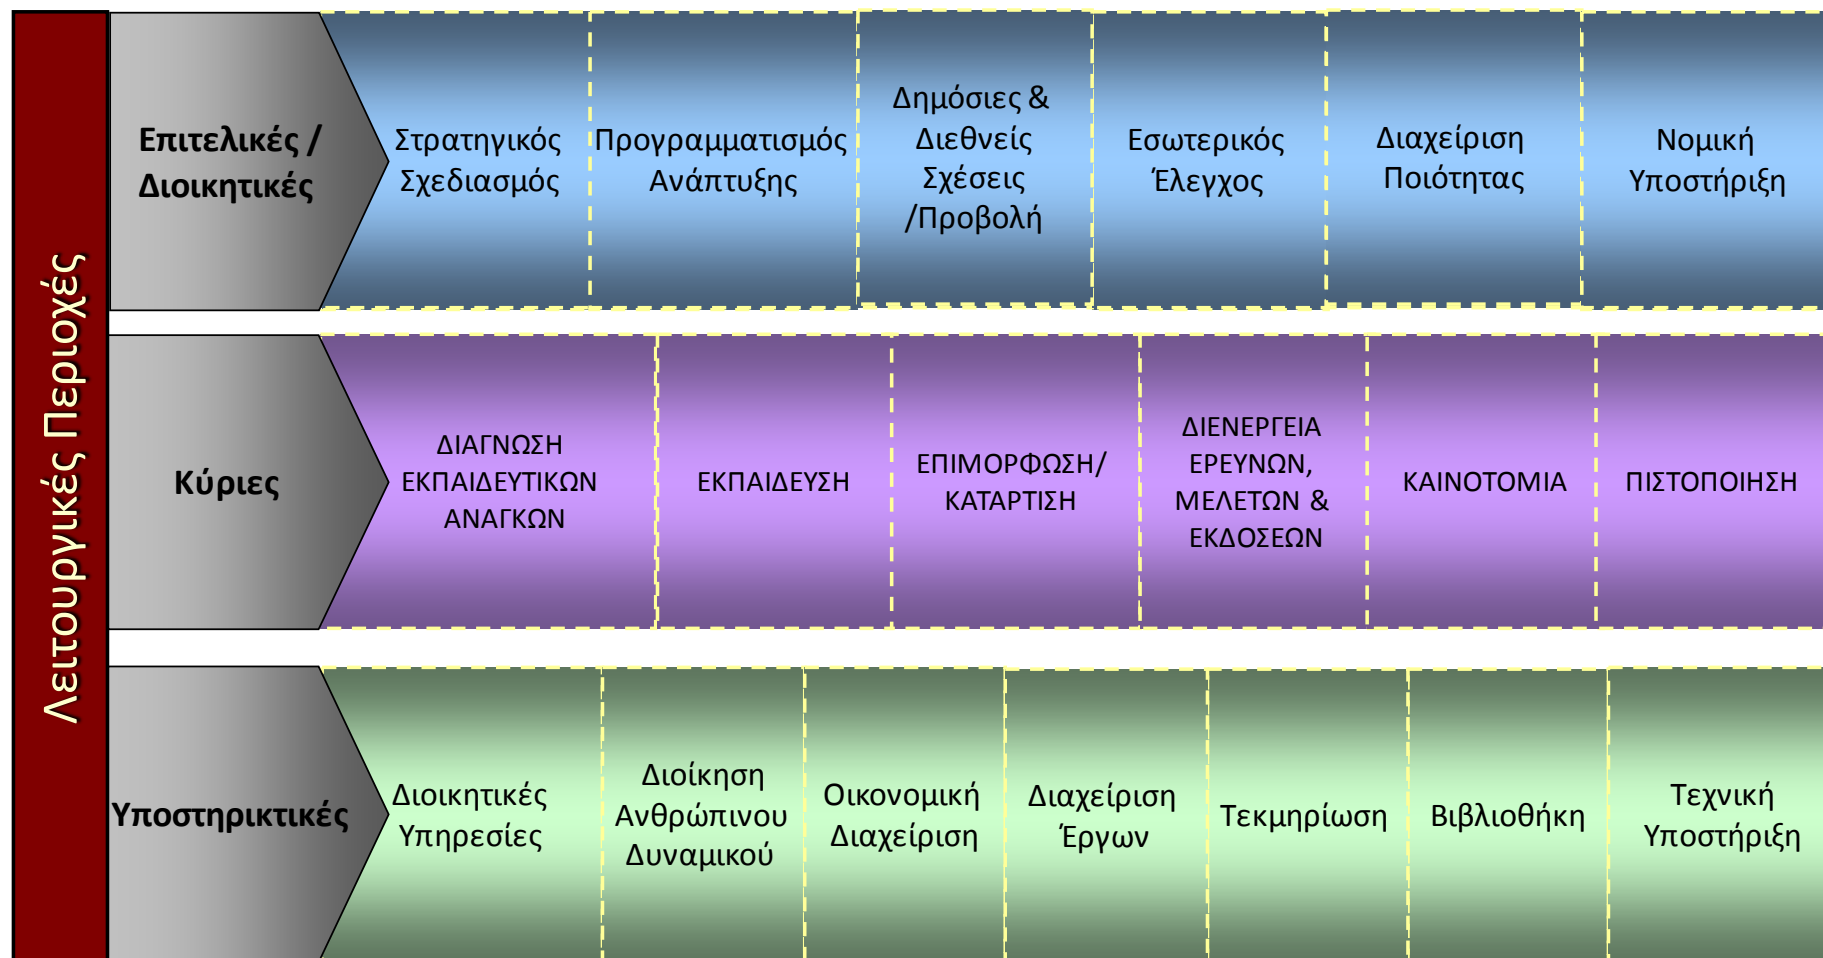 Λειτουργικές Περιοχές
Επιτελικές /
Διοικητικές
Στρατηγικός
Σχεδιασμός
Προγραμματισμός
Ανάπτυξης
Δημόσιες &
Διεθνείς
Σχέσεις
/Προβολή
Εσωτερικός
Έλεγχος
Διαχείριση
Ποιότητας
Νομική
Υποστήριξη
Κύριες
ΔΙΑΓΝΩΣΗ
ΕΚΠΑΙΔΕΥΤΙΚΩΝ
ΑΝΑΓΚΩΝ
ΕΚΠΑΙΔΕΥΣΗ
ΕΠΙΜΟΡΦΩΣΗ/
ΚΑΤΑΡΤΙΣΗ
ΔΙΕΝΕΡΓΕΙΑ
ΕΡΕΥΝΩΝ,
ΜΕΛΕΤΩΝ &
ΕΚΔΟΣΕΩΝ
ΚΑΙΝΟΤΟΜΙΑ
ΠΙΣΤΟΠΟΙΗΣΗ
Υποστηρικτικές
Διοικητικές
Υπηρεσίες
Διοίκηση
Ανθρώπινου
Δυναμικού
Οικονομική
Διαχείριση
Διαχείριση
Έργων
Τεκμηρίωση
Βιβλιοθήκη
Τεχνική
Υποστήριξη